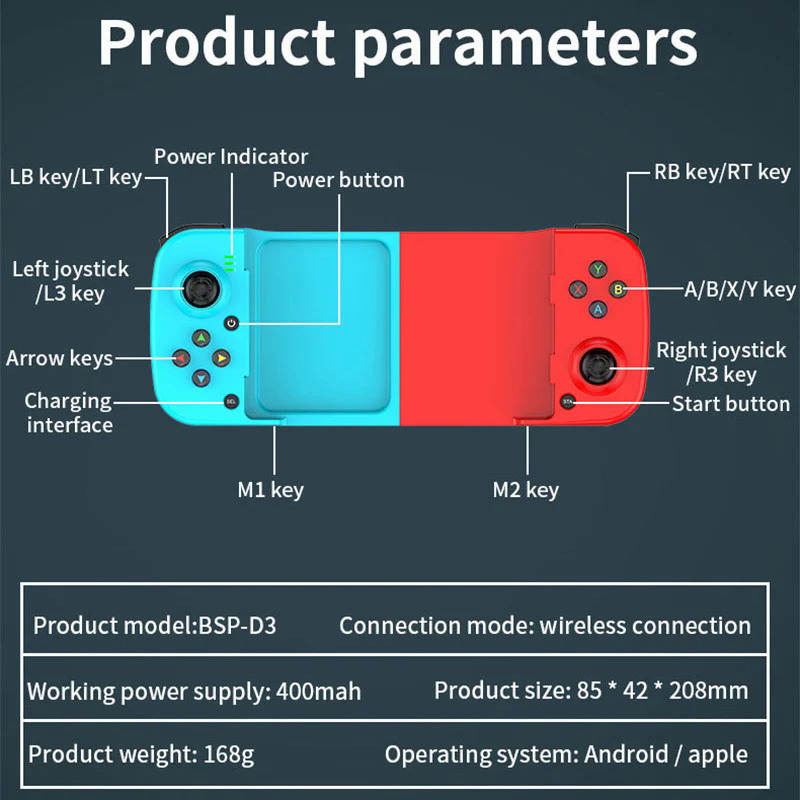 Product parameters
Power Indicator
LB key/LT key
Power button
RB key/RT key
Left joystick
/L3 key
Y
X
B
A
A/B/X/Y key
Arrow keys
Right joystick
/R3 key
Charging
interface
SEL
STA
Start button
M1 key
M2 key
Product model:BSP-D3
Connection mode: wireless connection
Working power supply: 400mah
Product size: 85 * 42 * 208mm
Product weight: 168g
Operating system: Android / apple